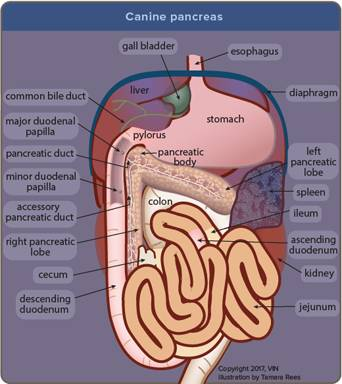 Canine pancreas
gall bladder
esophagus
liver
diaphragm
common bile duct
stomach
major duodenal
papilla
pylorus
pancreatic duct
pancreatic
body
left
pancreatic
lobe
minor duodenal
papilla
spleen
accessory
pancreatic duct
colon
ileum
right pancreatic
lobe
ascending
duodenum
cecum
kidney
descending
duodenum
jejunum
Copyright 2017, VIN
Illustration by Tamara Rees